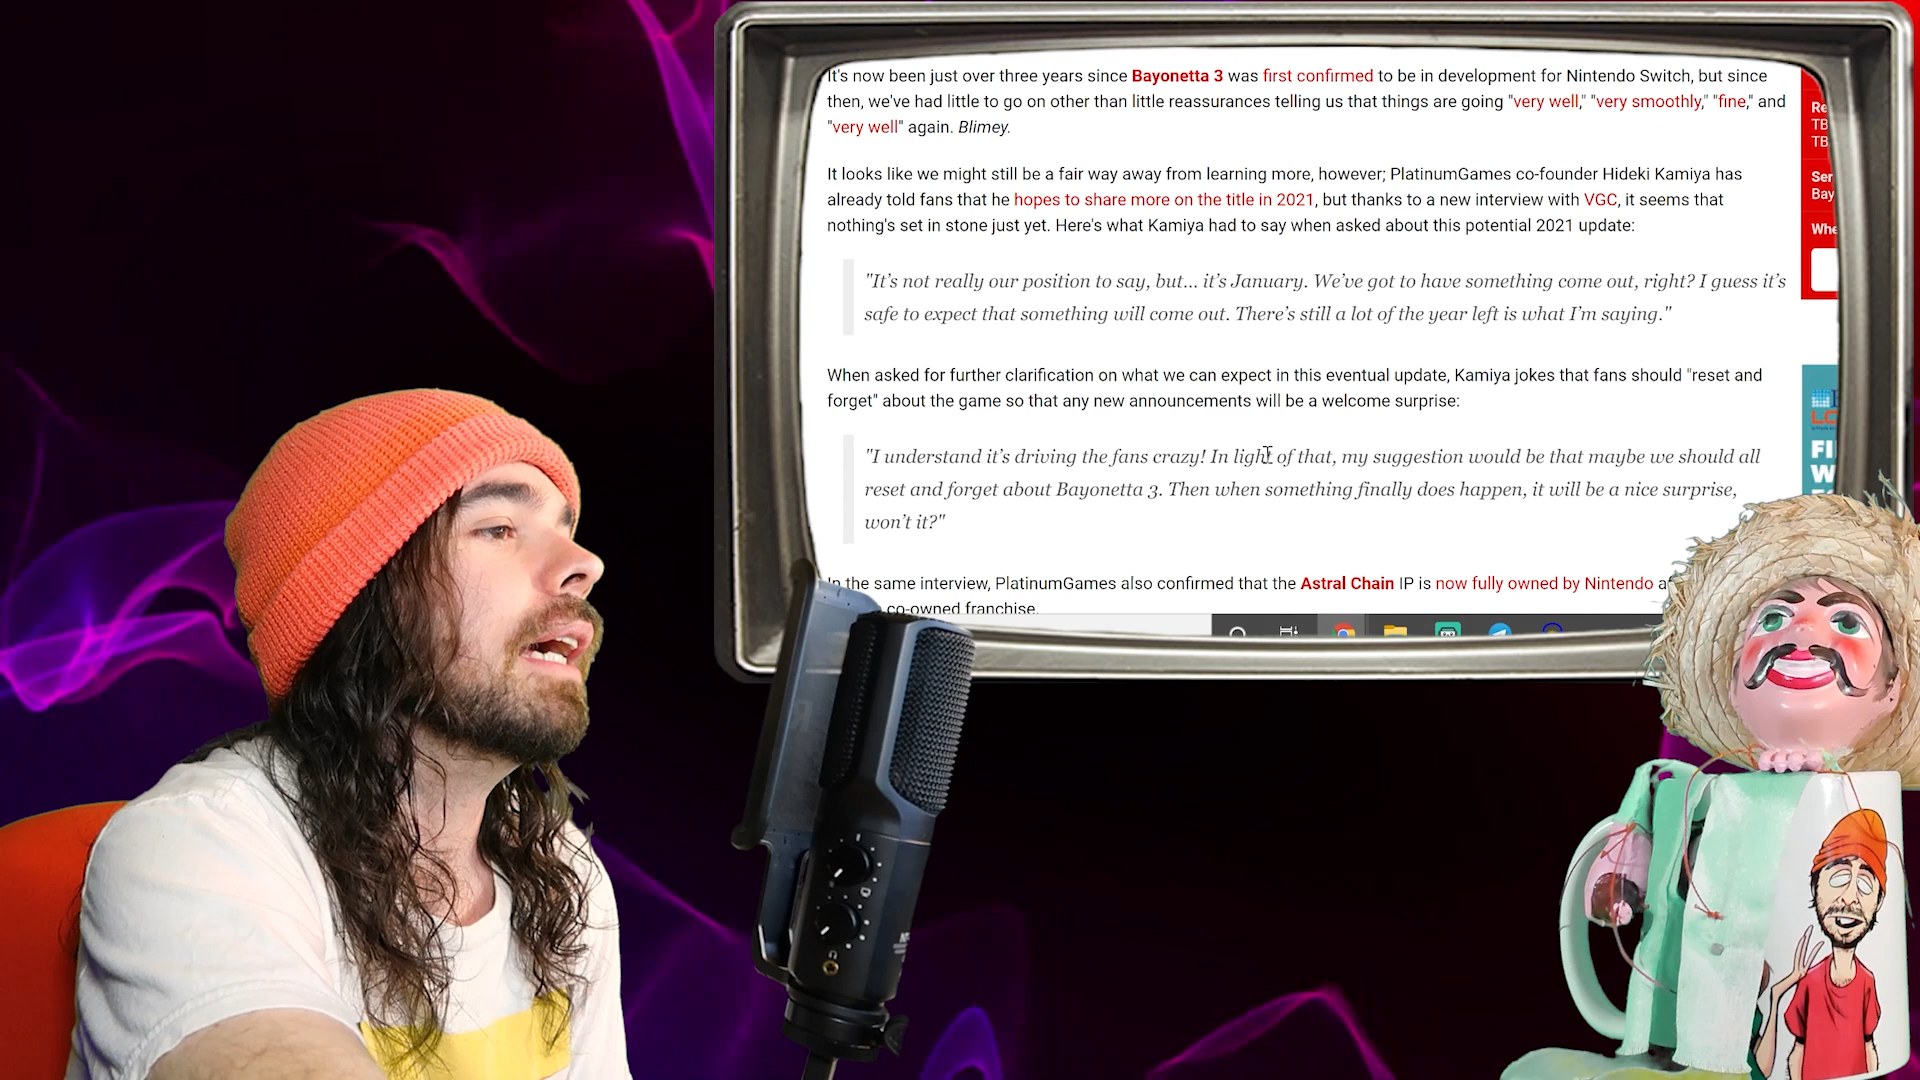 It's now been just over three years since Bayonetta 3 was first confirmed to be in development for Nintendo Switch, but since
then, we've had little to go on other than little reassurances telling us that things are going "very well," "very smoothly," "fine," and
"very well" again. Blimey.
It looks like we might still be a fair way away from learning more, however; PlatinumGames co-founder Hideki Kamiya has
already told fans that he hopes to share more on the title in 2021, but thanks to a new interview with VGC, it seems that
nothing's set in stone just yet. Here's what Kamiya had to say when asked about this potential 2021 update:
"It's not really our position to say, but... it's January. We've got to have something come out, right? I guess it's
safe to expect that something will come out. There's still a lot of the year left is what I'm saying."
When asked for further clarification on what we can expect in this eventual update, Kamiya jokes that fans should "reset and
forget" about the game so that any new announcements will be a welcome surprise:
"I understand it's driving the fans crazy! In light of that, my suggestion would be that maybe we should all
reset and forget about Bayonetta 3. Then when something finally does happen, it will be a nice surprise,
won't it?"
In the same interview, PlatinumGames also confirmed that the Astral Chain IP is now fully owned by Nintendo
co-owned franchise.
Re
TB
TB
Ser
Bay
Whe
FI
W